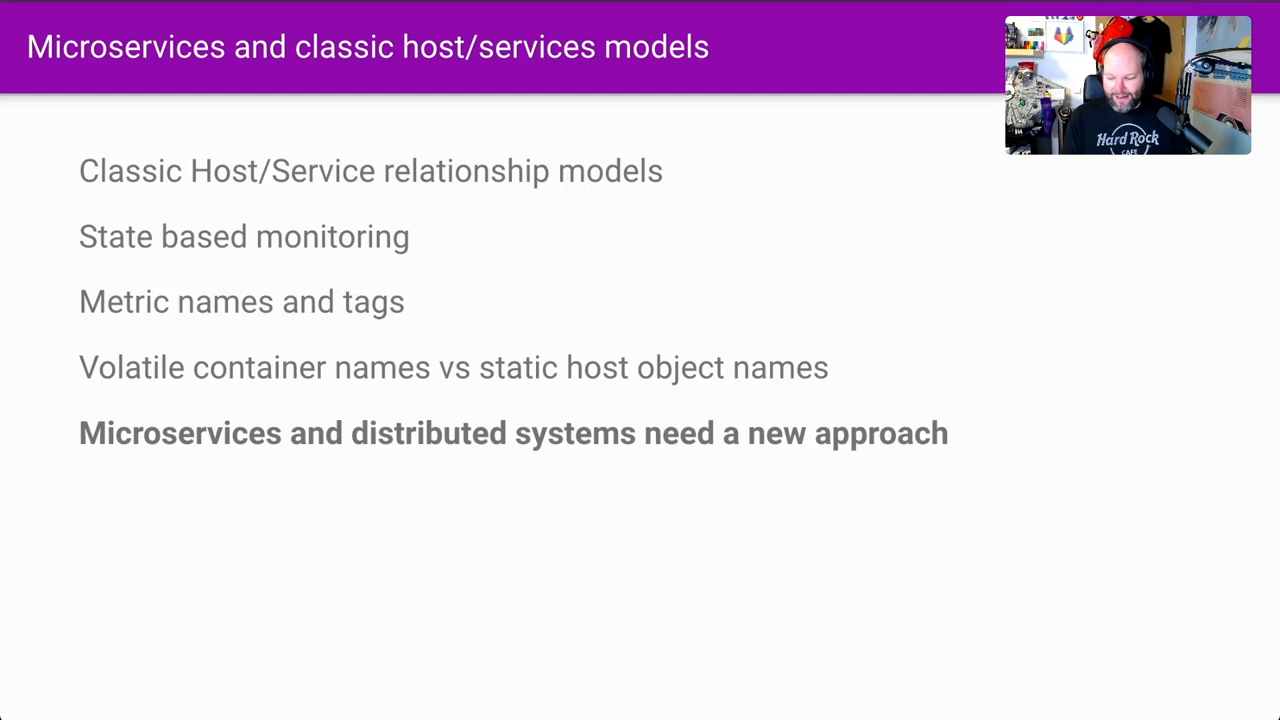 Microservices and classic host/services models
Classic Host/Service relationship models
State based monitoring
Metric names and tags
Volatile container names vs static host object names
Microservices and distributed systems need a new approach
Hard Rock
CAFE